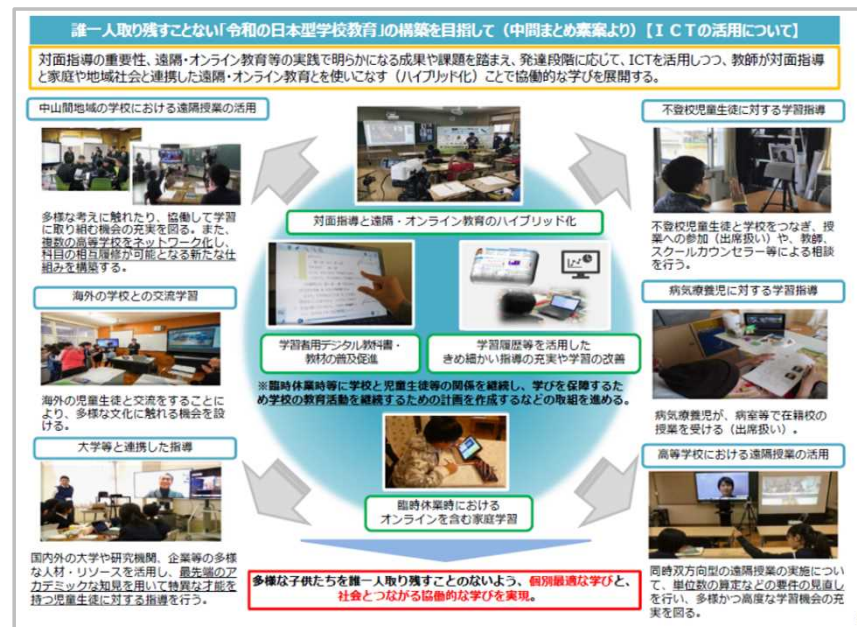 誰一人取り残すことない「令和の日本型学校教育」の構築を目指して（中間まとめ素案より）【ＩＣＴの活用について】
対面指導の重要性、遠隔・オンライン教育等の実践で明らかになる成果や課題を踏まえ、発達段階に応じて、ICTを活用しつつ、教師が対面指導
と家庭や地域社会と連携した遠隔・オンライン教育とを使いこなす（ハイブリッド化）ことで協働的な学びを展開する。
中山間地域の学校における遠隔授業の活用
多様な考えに触れたり、協働して学習
に取り組む機会の充実を図る。また、
複数の高等学校をネットワーク化し、
科目の相互履修が可能となる新たな仕
組みを構築する。
海外の学校との交流学習
海外の児童生徒と交流をすることに
より、多様な文化に触れる機会を設
ける。
大学等と連携した指導
国内外の大学や研究機関、企業等の多様
な人材・リソースを活用し、最先端のア
カデミックな知見を用いて特異な才能を
持つ児童生徒に対する指導を行う。
対面指導と遠隔・オンライン教育のハイブリッド化
学習者用デジタル教科書・
教材の普及促進
学習履歴等を活用した
きめ細かい指導の充実や学習の改善
※臨時休業時等に学校と児童生徒等の関係を継続し、学びを保障するた
め学校の教育活動を継続するための計画を作成するなどの取組を進める。
臨時休業時における
オンラインを含む家庭学習
多様な子供たちを誰一人取り残すことのないよう、個別最適な学びと、
社会とつながる協働的な学びを実現。
不登校児童生徒に対する学習指導
不登校児童生徒と学校をつなぎ、授
業への参加（出席扱い）や、教師、
スクールカウンセラー等による相談
を行う。
病気療養児に対する学習指導
病気療養児が、病室等で在籍校の
授業を受ける（出席扱い）。
高等学校における遠隔授業の活用
同時双方向型の遠隔授業の実施につい
て、単位数の算定などの要件の見直し
を行い、多様かつ高度な学習機会の充
実を図る。